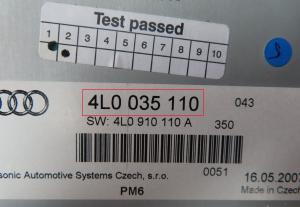 Test passed
1 2 3 4 5 6 7 8 9 10
4L0 035 110 043
SW: 4L0 910 110 A 350
sonic Automotive Systems Czech, s.r.o. 0051 16.05.2007
PM6 Made in Czech